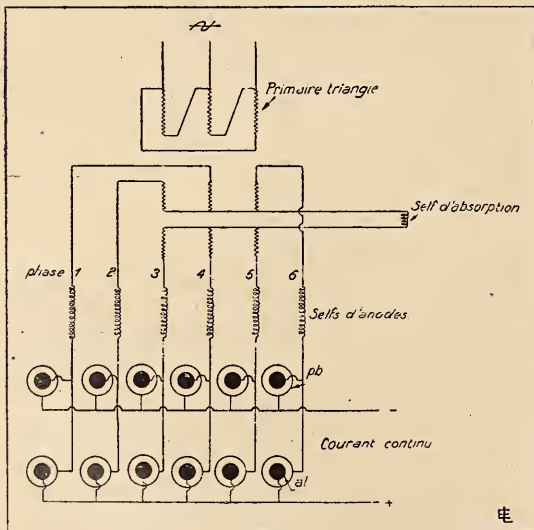 Primaire triangle
Self d'absorption
phase 1 2 3 4 5 6
Selfs d'anodes
pb
-
Courant continu
al
- +